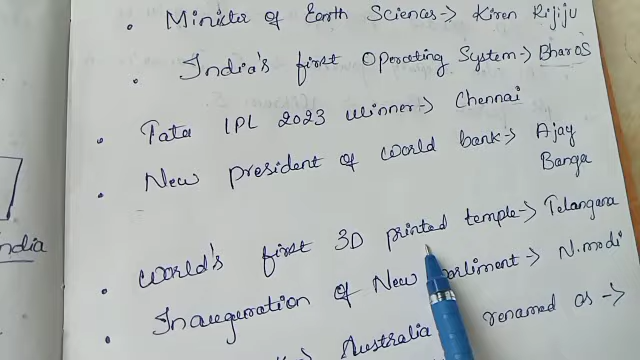 • Minister of Earth Sciences → Kiren Rijiju
• India's first Operating System → BharOS
• Tata IPL 2023 winner → Chennai
• New president of World bank → Ajay
Banga
• World's first 3D printed temple → Telangana
• Inauguration of New parliment → N.modi
Australia renamed as →
ndia